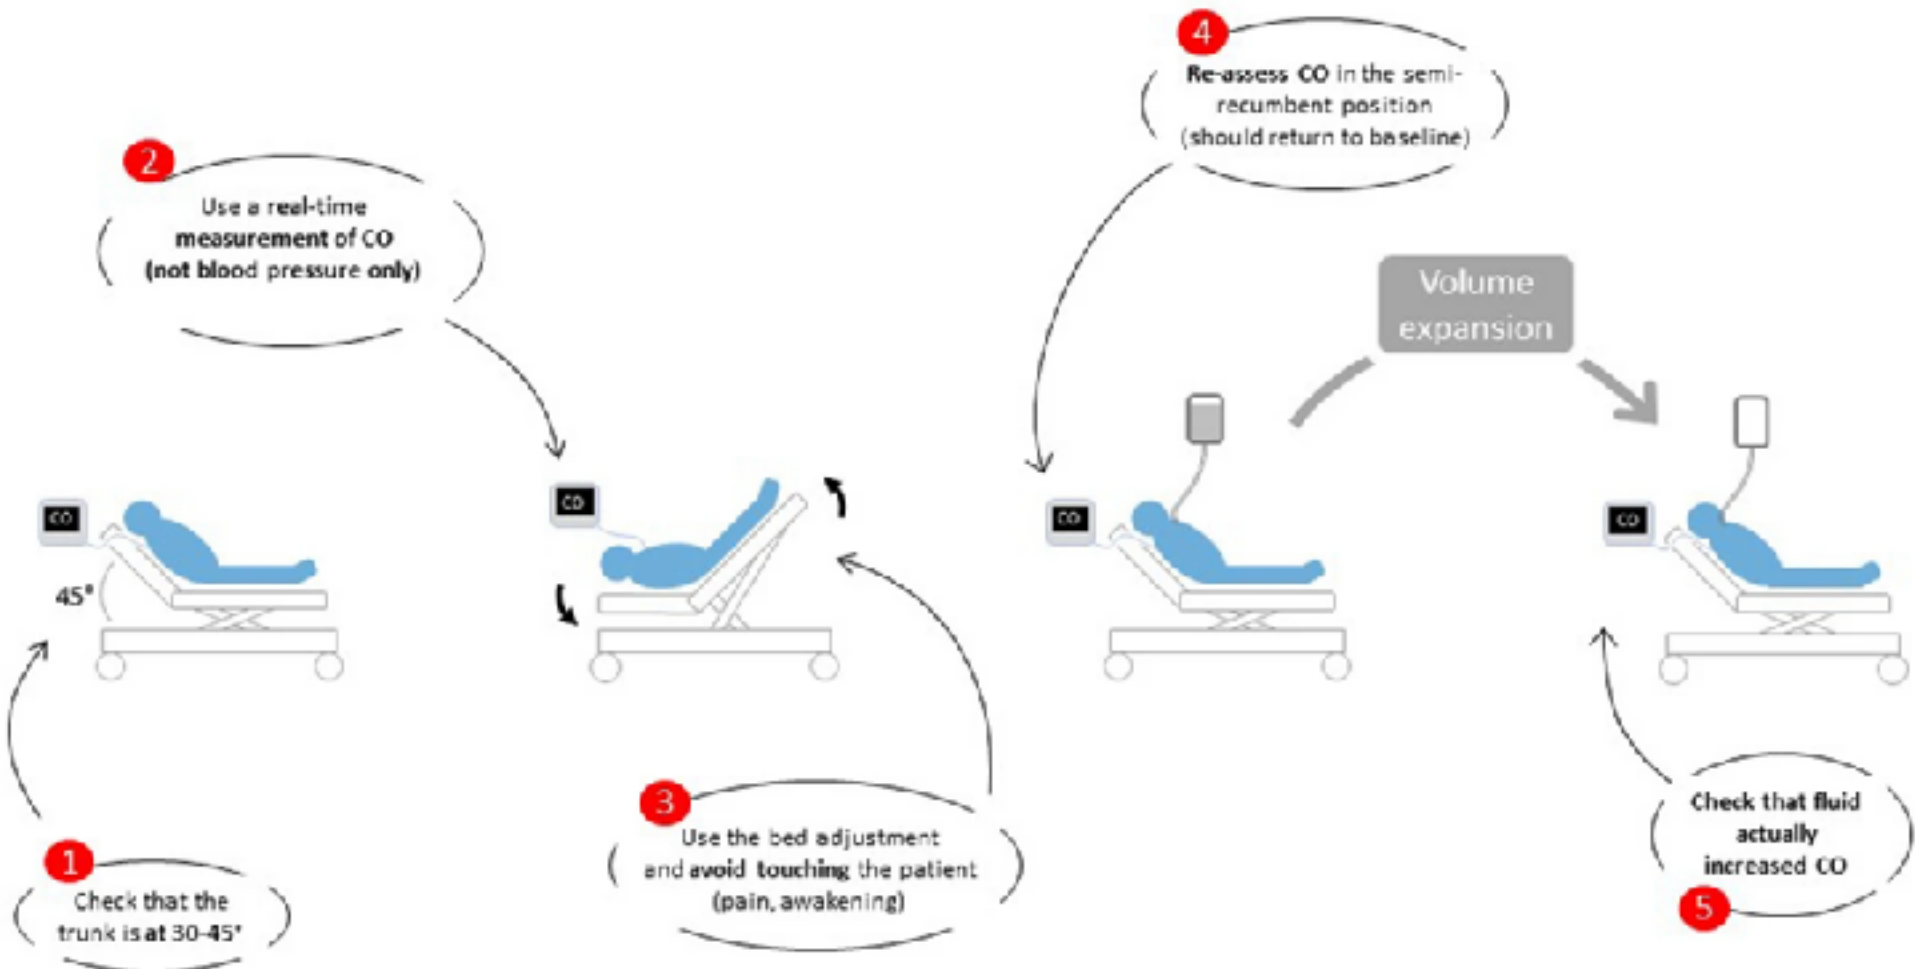 1
Check that the
trunk is at 30-45°
45°
CO
2
Use a real-time
measurement of CO
(not blood pressure only)
CO
3
Use the bed adjustment
and avoid touching the patient
(pain, awakening)
4
Re-assess CO in the semi-
recumbent position
(should return to baseline)
CO
Volume
expansion
CO
Check that fluid
actually
increased CO
5